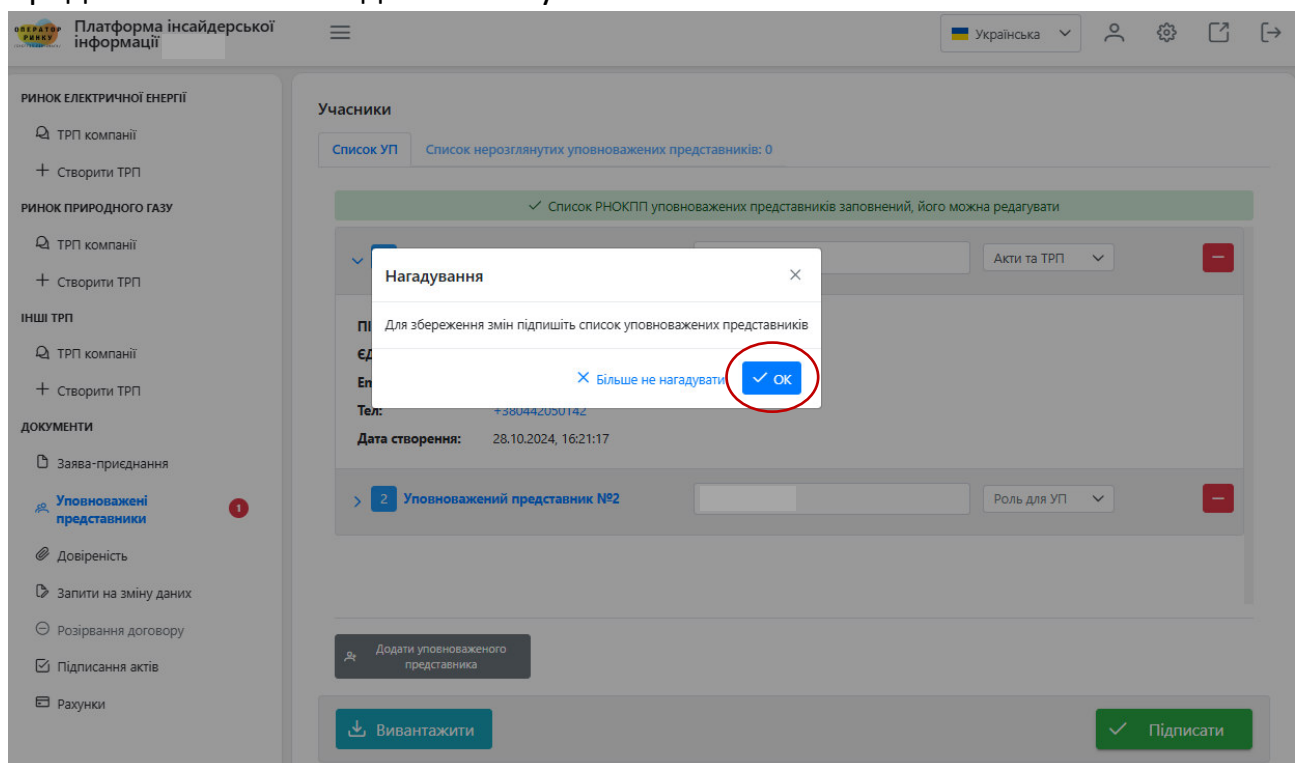 ОПЕРАТОР
РИНКУ
Платформа інсайдерської
інформації
Українська
РИНОК ЕЛЕКТРИЧНОЇ ЕНЕРГІЇ
ТРП компанії
Створити ТРП
РИНОК ПРИРОДНОГО ГАЗУ
ТРП компанії
Створити ТРП
ІНШІ ТРП
ТРП компанії
Створити ТРП
ДОКУМЕНТИ
Заява-приєднання
Уповноважені
представники
1
Довіреність
Запити на зміну даних
Розірвання договору
Підписання актів
Рахунки
Учасники
Список УП Список нерозглянутих уповноважених представників: 0
Список РНОКПП уповноважених представників заповнений, його можна редагувати
Акти та ТРП
Нагадування
Для збереження змін підпишіть список уповноважених представників
Більше не нагадувати ОК
Тел: +380442050142
Дата створення: 28.10.2024, 16:21:17
2 Уповноважений представник №2 Роль для УП
Додати уповноваженого
представника
Вивантажити Підписати